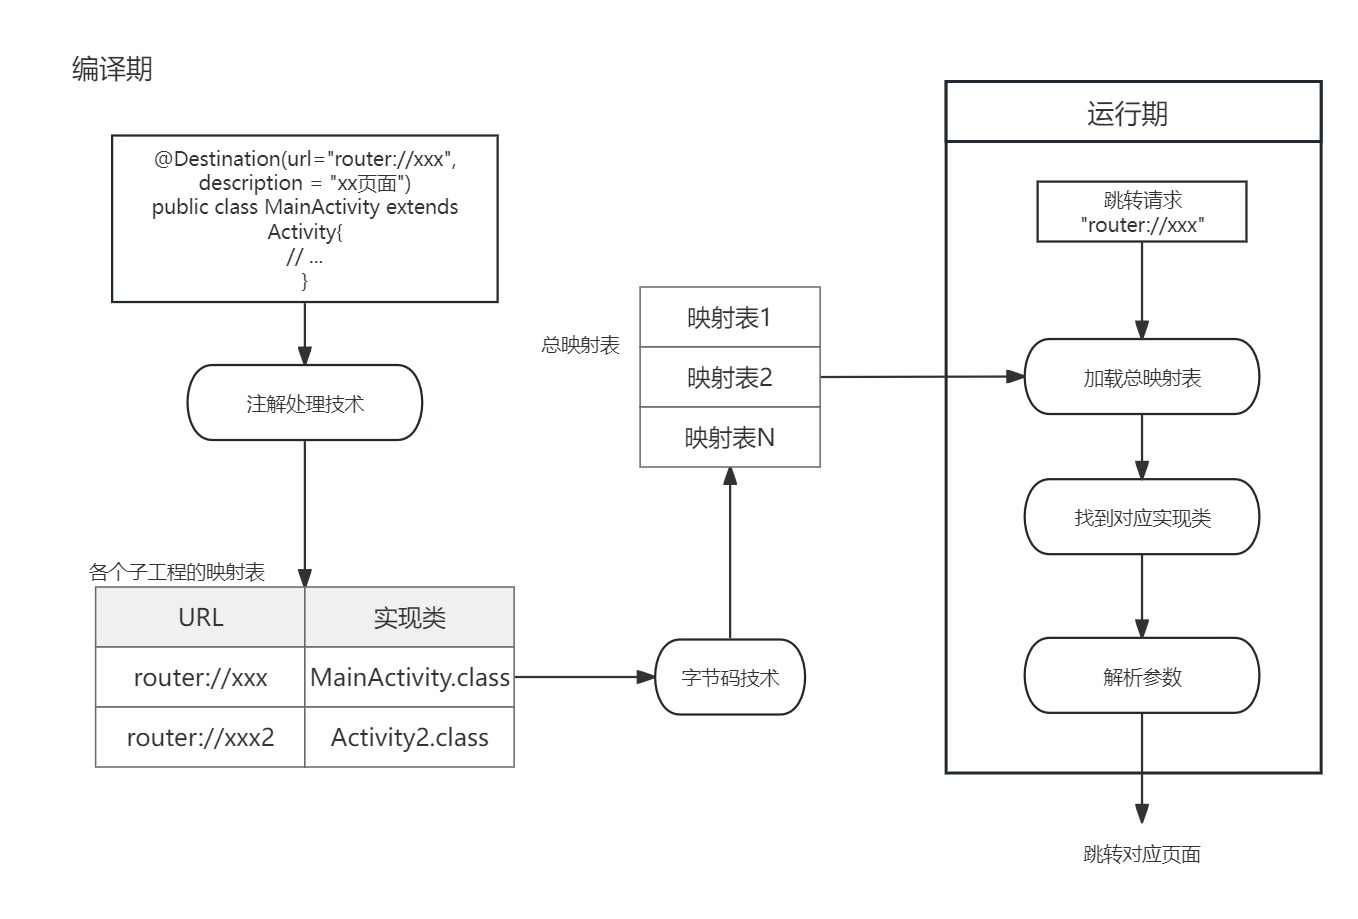 编译期
@Destination(url="router://xxx",
description = "xx页面")
public class MainActivity extends
Activity{
// ...
}
注解处理技术
各个子工程的映射表
URL 实现类
router://xxx MainActivity.class
router://xxx2 Activity2.class
字节码技术
总映射表
映射表1
映射表2
映射表N
运行期
跳转请求
"router://xxx"
加载总映射表
找到对应实现类
解析参数
跳转对应页面